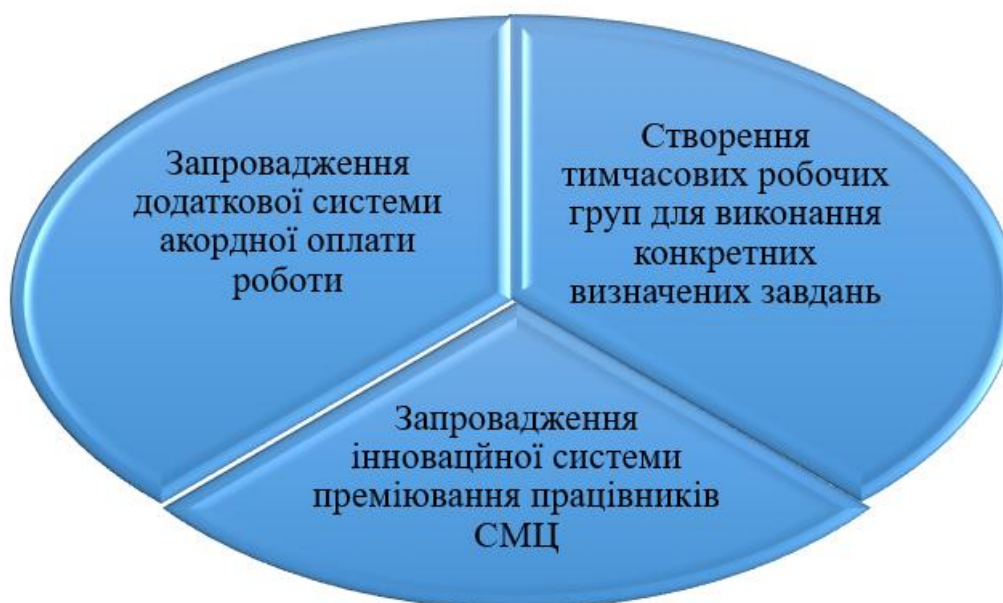 Запровадження
додаткової системи
акордної оплати
роботи
Створення
тимчасових робочих
груп для виконання
конкретних
визначених завдань
Запровадження
інноваційної системи
преміювання працівників
СМЦ